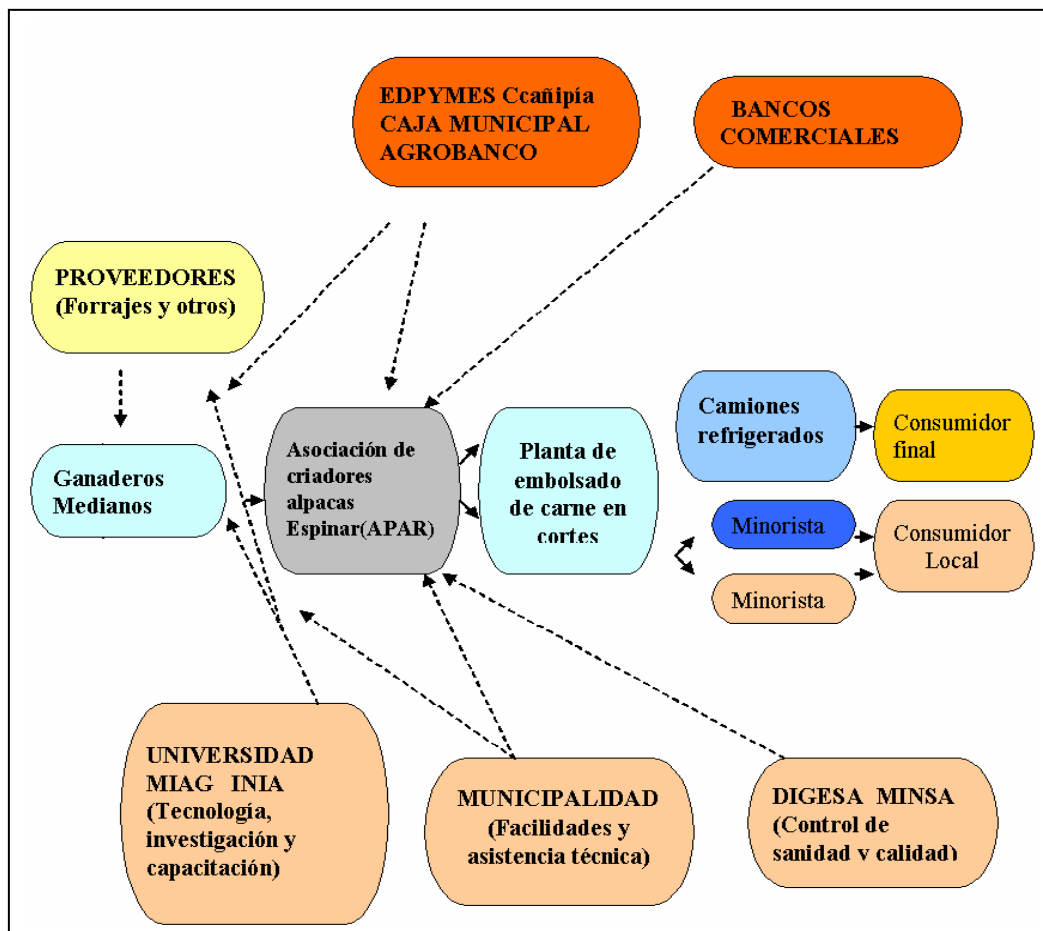 EDPYMES Ccañipía
CAJA MUNICIPAL
AGROBANCO
BANCOS
COMERCIALES
PROVEEDORES
(Forrajes y otros)
Ganaderos
Medianos
Asociación de
criadores
alpacas
Espinar(APAR)
Planta de
embolsado
de carne en
cortes
Camiones
refrigerados
Consumidor
final
Minorista
Minorista
Consumidor
Local
UNIVERSIDAD
MIAG INIA
(Tecnología,
investigación y
capacitación)
MUNICIPALIDAD
(Facilidades y
asistencia técnica)
DIGESA MINSA
(Control de
sanidad y calidad)